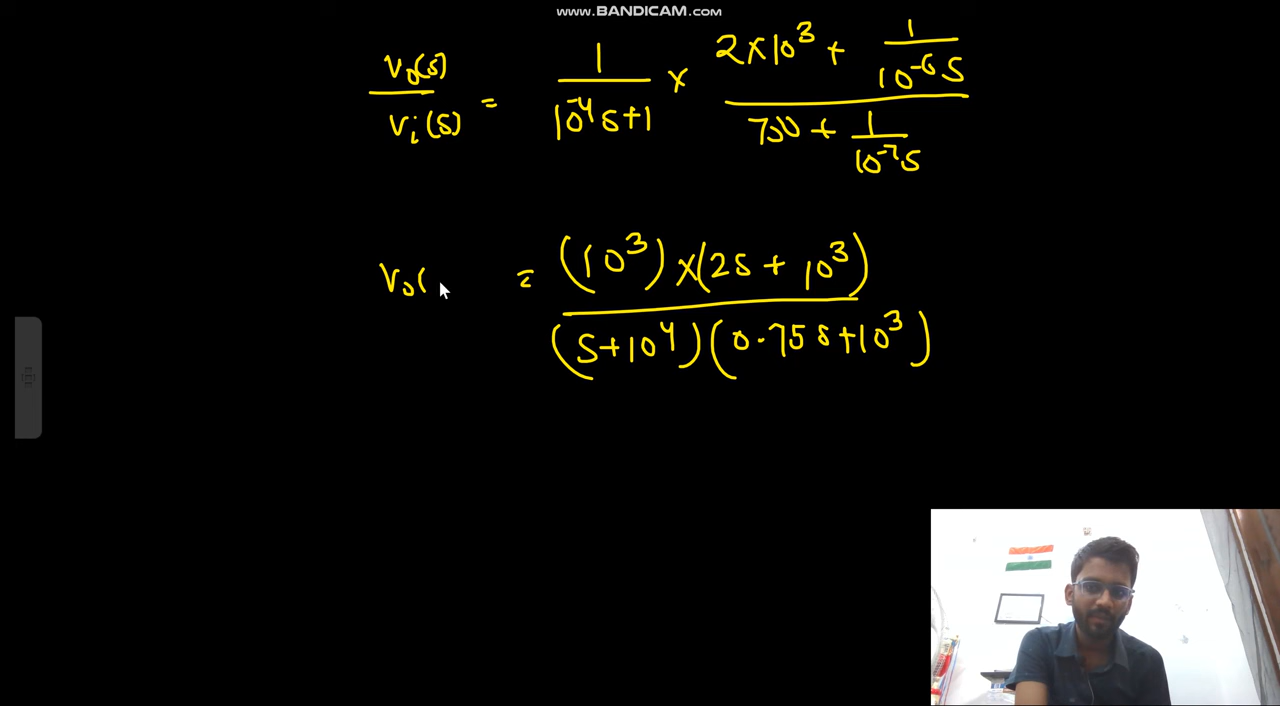 www.BANDICAM.com
V₀(s)/Vᵢ(s) = 1/(10⁻⁴s+1) × (2×10³ + 1/(10⁻⁶s))/(750 + 1/(10⁻⁷s))
V₀( = (10³)×(2s + 10³)/((s+10⁴)(0.75s+10³))